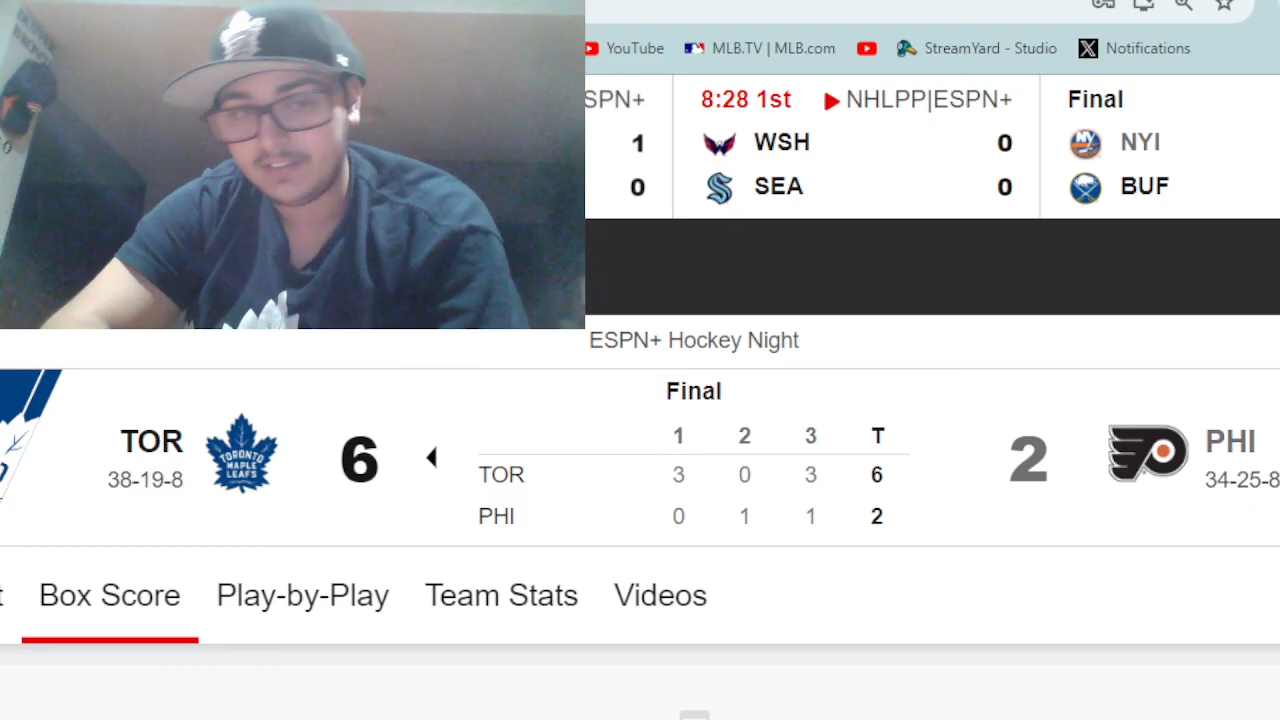 YouTube MLB.TV | MLB.com StreamYard - Studio X Notifications
SPN+ 8:28 1st NHLPP|ESPN+ Final
1 WSH 0 NYI
0 SEA 0 BUF
ESPN+ Hockey Night
Final
TOR 1 2 3 T PHI
38-19-8 TORONTO MAPLE LEAFS 6 TOR 3 0 3 6 2 34-25-8
PHI 0 1 1 2
t Box Score Play-by-Play Team Stats Videos